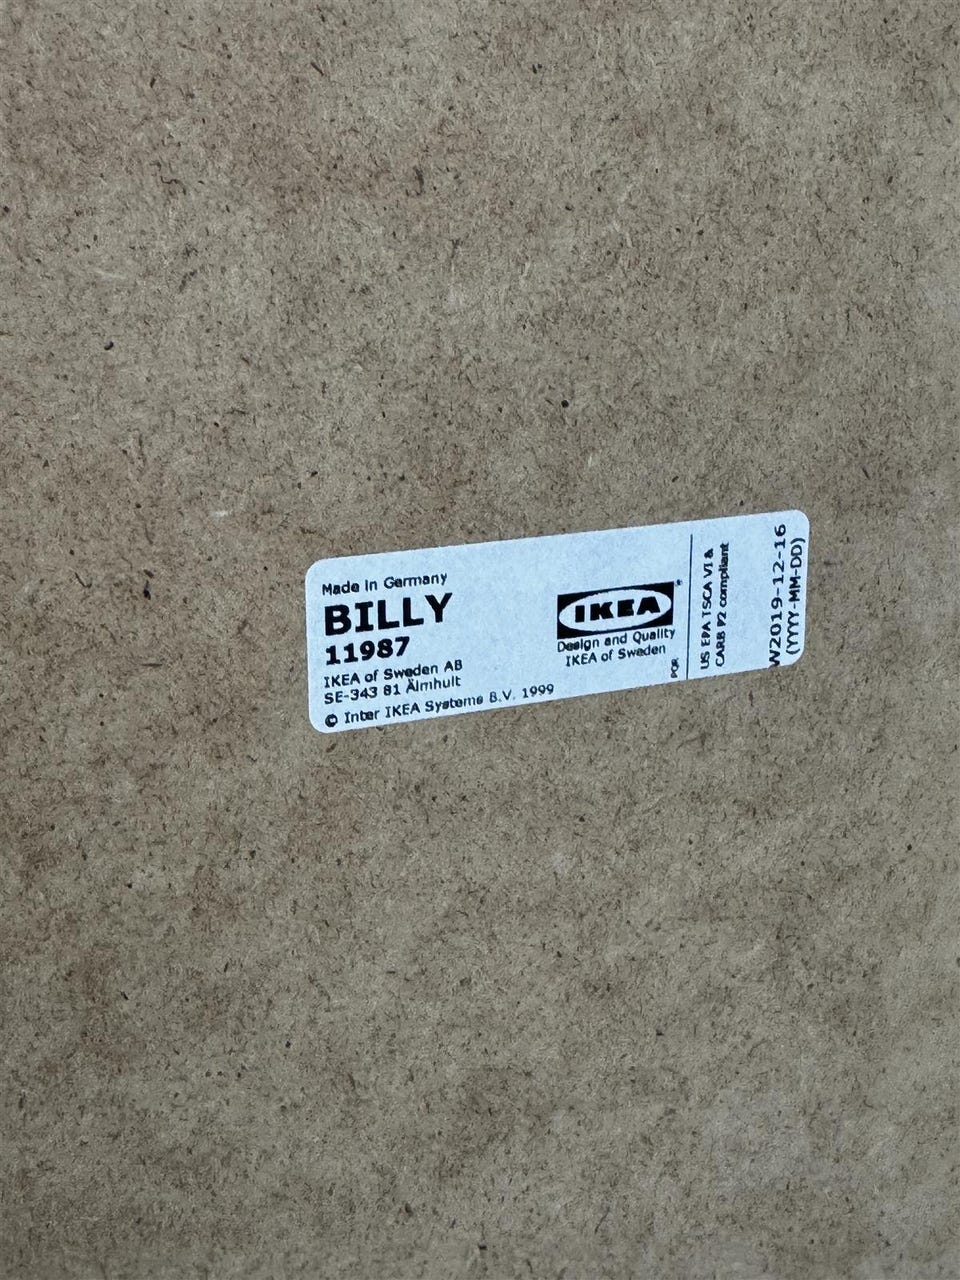 Made in Germany
BILLY
11987
IKEA of Sweden AB
SE-343 81 Älmhult
© Inter IKEA Systems B.V. 1999
IKEA
Design and Quality
IKEA of Sweden
PQR
US EPA TSCA VI &
CARB P2 compliant
W2019-12-16
(YYYY-MM-DD)